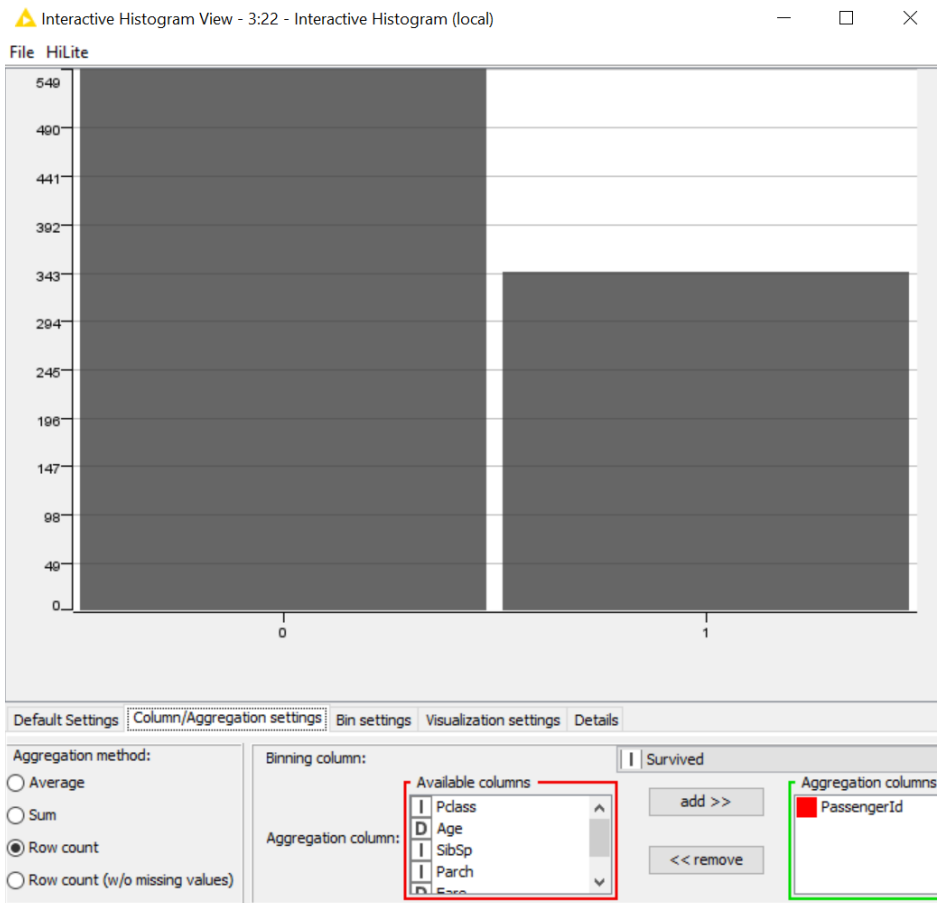 Interactive Histogram View - 3:22 - Interactive Histogram (local)
File HiLite
549
490
441
392
343
294
245
196
147
98
49
0
0 1
Default Settings Column/Aggregation settings Bin settings Visualization settings Details
Aggregation method:
Average
Sum
Row count
Row count (w/o missing values)
Binning column:
I Survived
Aggregation column:
Available columns
I Pclass
D Age
I SibSp
I Parch
D Fare
add >>
<< remove
Aggregation columns
PassengerId